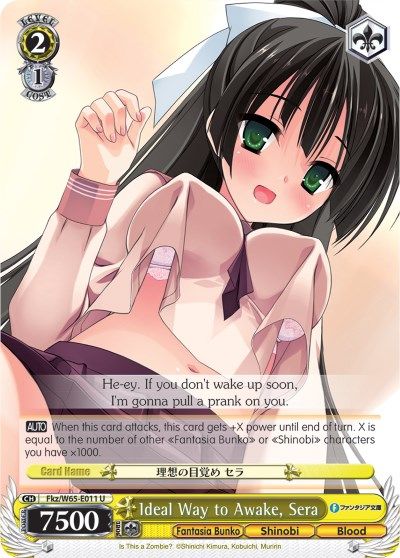 LEVEL
2
1
COST
He-ey. If you don't wake up soon,
I'm gonna pull a prank on you.
AUTO When this card attacks, this card gets +X power until end of turn. X is
equal to the number of other «Fantasia Bunko» or «Shinobi» characters
you have ×1000.
Card Name 理想の目覚め セラ
CH Fkz/W65-E011 U
Ideal Way to Awake, Sera
ファンタジア文庫
POWER
7500
SOUL
Fantasia Bunko Shinobi Blood
Is This a Zombie? ©Shinichi Kimura, Kobuichi, Muririn